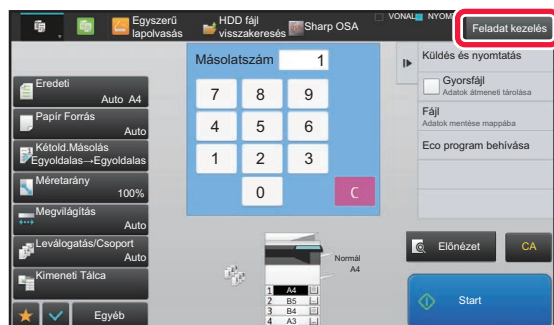 Egyszerű
lapolvasás
HDD fájl
visszakeresés
Sharp OSA
VONAL
NYOM
Feladat kezelés
Eredeti
Auto A4
Papír Forrás
Auto
Kétold.Másolás
Egyoldalas→Egyoldalas
Méretarány
100%
Megvilágítás
Auto
Leválogatás/Csoport
Auto
Kimeneti Tálca
Egyéb
Másolatszám 1
7 8 9
4 5 6
1 2 3
0 C
Normál
A4
1 A4
2 B5
3 B4
4 A3
Küldés és nyomtatás
Gyorsfájl
Adatok átmeneti tárolása
Fájl
Adatok mentése mappába
Eco program behívása
Előnézet
CA
Start